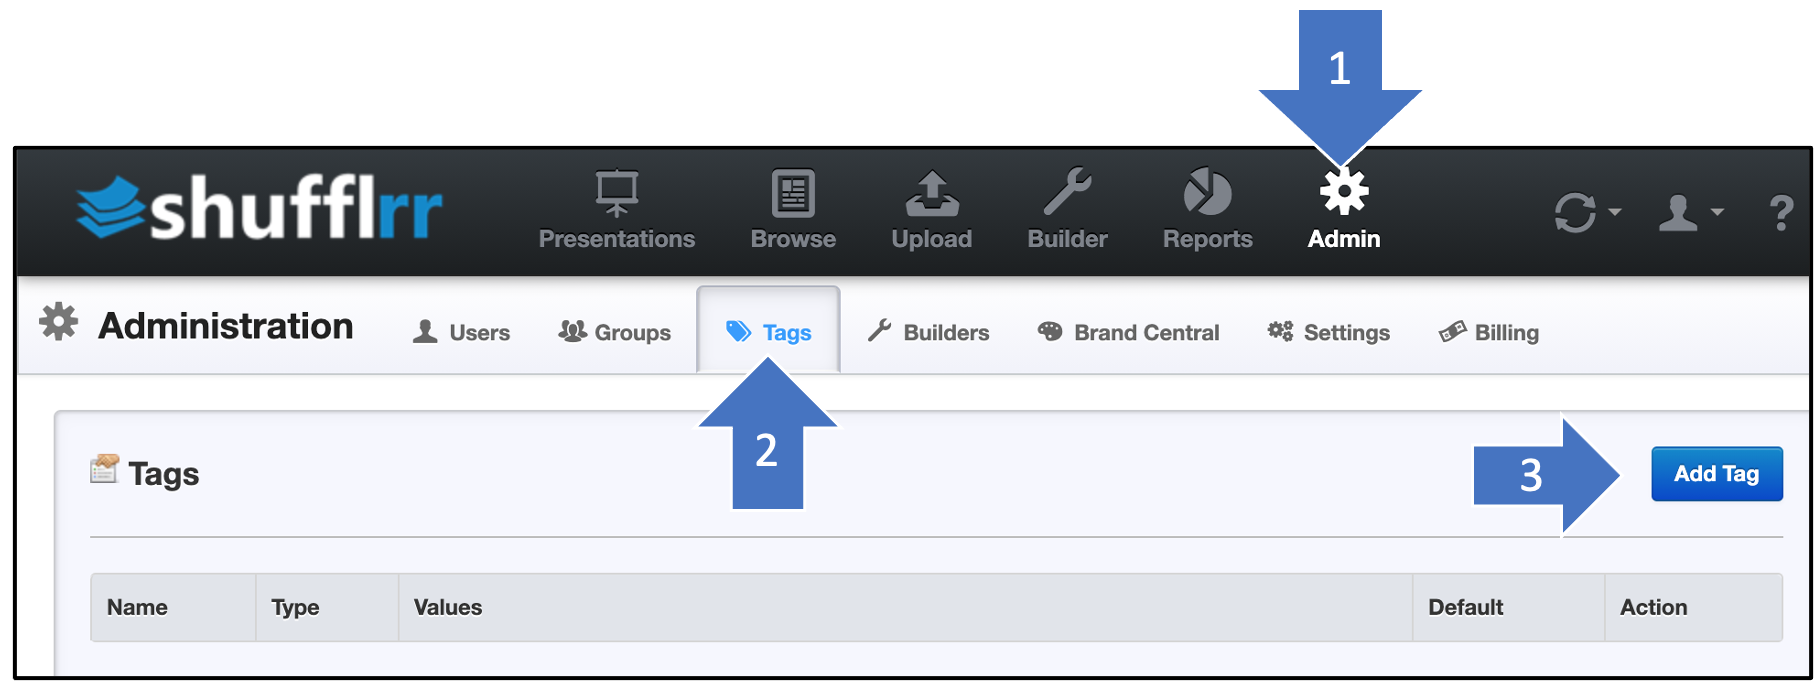 1
shufflrr
Presentations Browse Upload Builder Reports Admin ?
Administration Users Groups Tags Builders Brand Central Settings Billing
2
Tags 3 Add Tag
Name Type Values Default Action